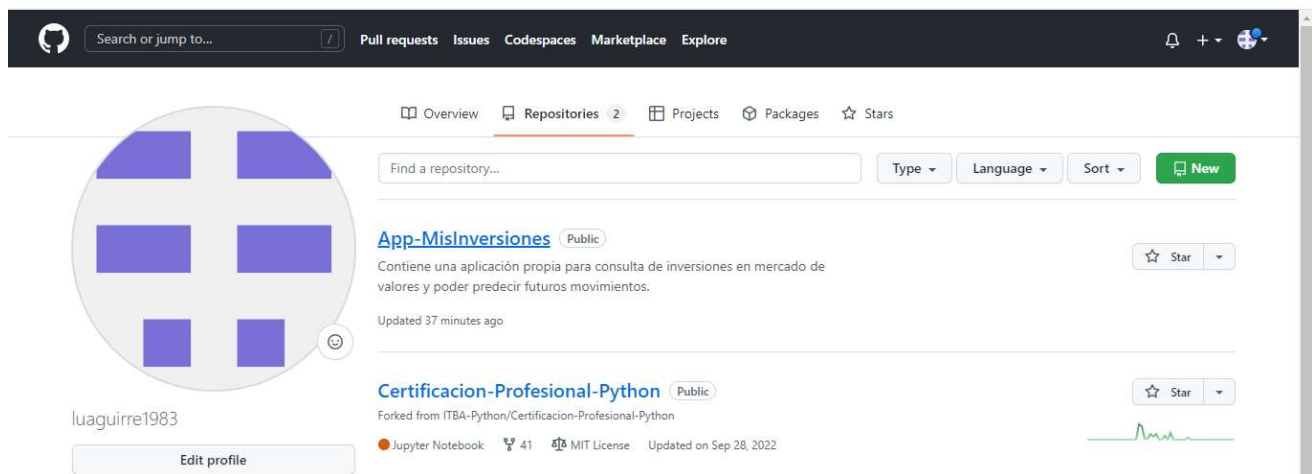 Search or jump to... / Pull requests Issues Codespaces Marketplace Explore
Overview Repositories 2 Projects Packages Stars
Find a repository... Type Language Sort New
App-MisInversiones Public
Star
Contiene una aplicación propia para consulta de inversiones en mercado de
valores y poder predecir futuros movimientos.
Updated 37 minutes ago
Certificacion-Profesional-Python Public
Star
Forked from ITBA-Python/Certificacion-Profesional-Python
Jupyter Notebook 41 MIT License Updated on Sep 28, 2022
luaguirre1983
Edit profile